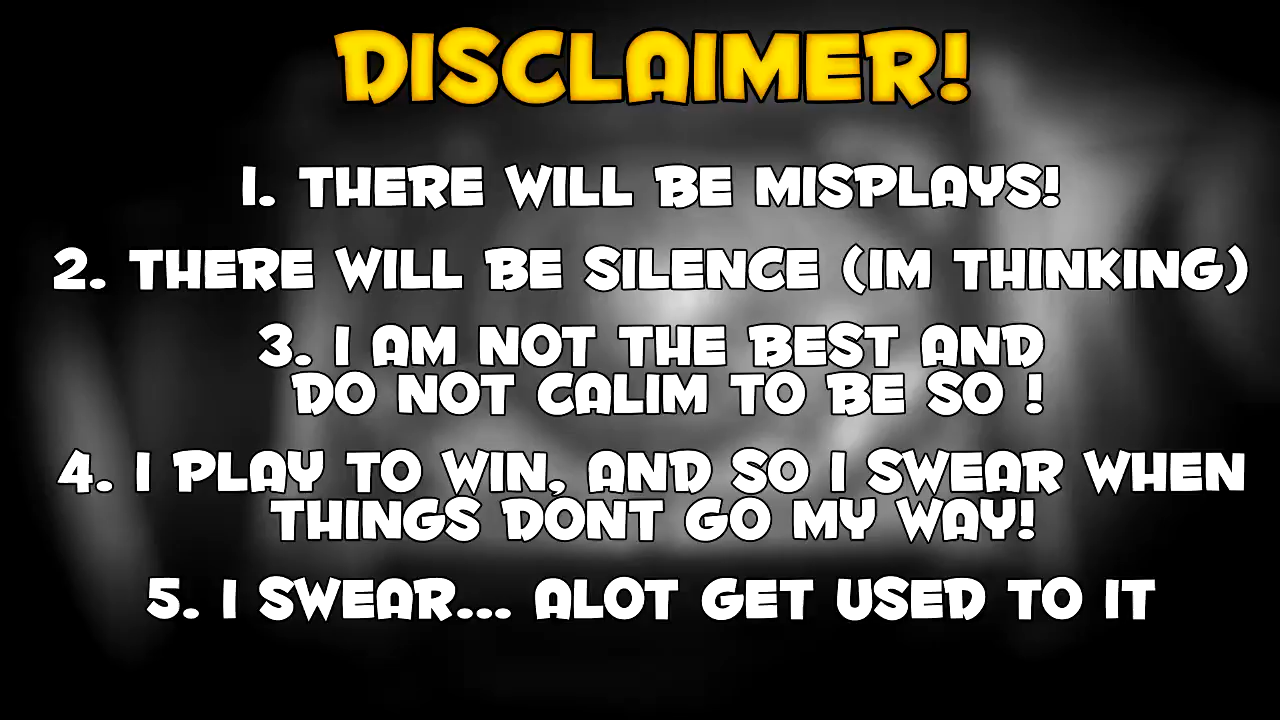 DISCLAIMER!
1. THERE WILL BE MISPLAYS!
2. THERE WILL BE SILENCE (IM THINKING)
3. I AM NOT THE BEST AND
DO NOT CALIM TO BE SO !
4. I PLAY TO WIN, AND SO I SWEAR WHEN
THINGS DONT GO MY WAY!
5. I SWEAR... ALOT GET USED TO IT